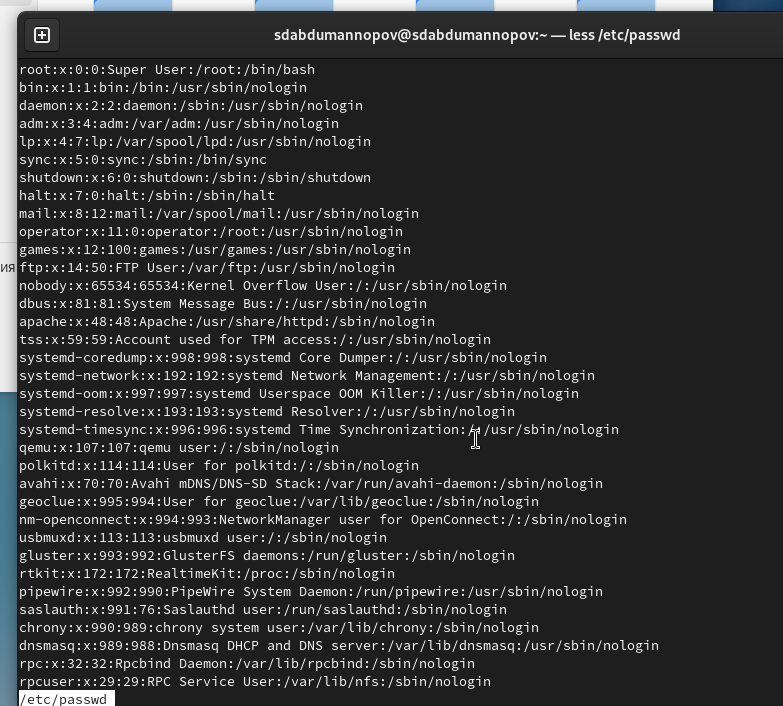 sdabdumannopov@sdabdumannopov:~ — less /etc/passwd
root:x:0:0:Super User:/root:/bin/bash
bin:x:1:1:bin:/bin:/usr/sbin/nologin
daemon:x:2:2:daemon:/sbin:/usr/sbin/nologin
adm:x:3:4:adm:/var/adm:/usr/sbin/nologin
lp:x:4:7:lp:/var/spool/lpd:/usr/sbin/nologin
sync:x:5:0:sync:/sbin:/bin/sync
shutdown:x:6:0:shutdown:/sbin:/sbin/shutdown
halt:x:7:0:halt:/sbin:/sbin/halt
mail:x:8:12:mail:/var/spool/mail:/usr/sbin/nologin
operator:x:11:0:operator:/root:/usr/sbin/nologin
games:x:12:100:games:/usr/games:/usr/sbin/nologin
ия
ftp:x:14:50:FTP User:/var/ftp:/usr/sbin/nologin
nobody:x:65534:65534:Kernel Overflow User:/:/usr/sbin/nologin
dbus:x:81:81:System Message Bus:/:/usr/sbin/nologin
apache:x:48:48:Apache:/usr/share/httpd:/sbin/nologin
tss:x:59:59:Account used for TPM access:/:/usr/sbin/nologin
systemd-coredump:x:998:998:systemd Core Dumper:/:/usr/sbin/nologin
systemd-network:x:192:192:systemd Network Management:/:/usr/sbin/nologin
systemd-oom:x:997:997:systemd Userspace OOM Killer:/:/usr/sbin/nologin
systemd-resolve:x:193:193:systemd Resolver:/:/usr/sbin/nologin
systemd-timesync:x:996:996:systemd Time Synchronization:/:/usr/sbin/nologin
qemu:x:107:107:qemu user:/:/sbin/nologin
polkitd:x:114:114:User for polkitd:/:/sbin/nologin
avahi:x:70:70:Avahi mDNS/DNS-SD Stack:/var/run/avahi-daemon:/sbin/nologin
geoclue:x:995:994:User for geoclue:/var/lib/geoclue:/sbin/nologin
nm-openconnect:x:994:993:NetworkManager user for OpenConnect:/:/sbin/nologin
usbmuxd:x:113:113:usbmuxd user:/:/sbin/nologin
gluster:x:993:992:GlusterFS daemons:/run/gluster:/sbin/nologin
rtkit:x:172:172:RealtimeKit:/proc:/sbin/nologin
pipewire:x:992:990:PipeWire System Daemon:/run/pipewire:/usr/sbin/nologin
saslauth:x:991:76:Saslauthd user:/run/saslauthd:/sbin/nologin
chrony:x:990:989:chrony system user:/var/lib/chrony:/sbin/nologin
dnsmasq:x:989:988:Dnsmasq DHCP and DNS server:/var/lib/dnsmasq:/usr/sbin/nologin
rpc:x:32:32:Rpcbind Daemon:/var/lib/rpcbind:/sbin/nologin
rpcuser:x:29:29:RPC Service User:/var/lib/nfs:/sbin/nologin
/etc/passwd